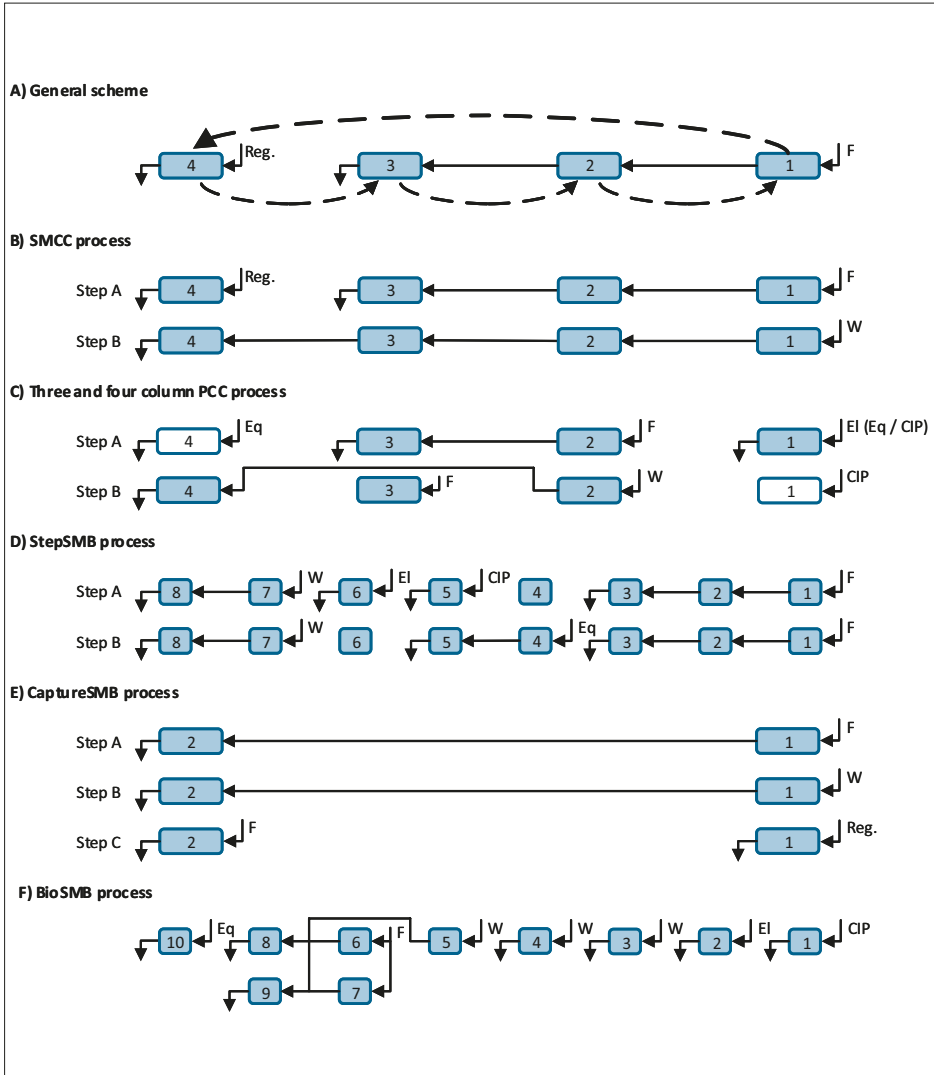 A) General scheme
4 Reg. 3 2 1 F
B) SMCC process
Step A 4 Reg. 3 2 1 F
Step B 4 3 2 1 W
C) Three and four column PCC process
Step A 4 Eq 3 2 F 1 El (Eq / CIP)
Step B 4 3 F 2 W 1 CIP
D) StepSMB process
Step A 8 7 W 6 El 5 CIP 4 3 2 1 F
Step B 8 7 W 6 5 4 Eq 3 2 1 F
E) CaptureSMB process
Step A 2 1 F
Step B 2 1 W
Step C 2 F 1 Reg.
F) BioSMB process
10 Eq 8 6 F 5 W 4 W 3 W 2 El 1 CIP
9 7